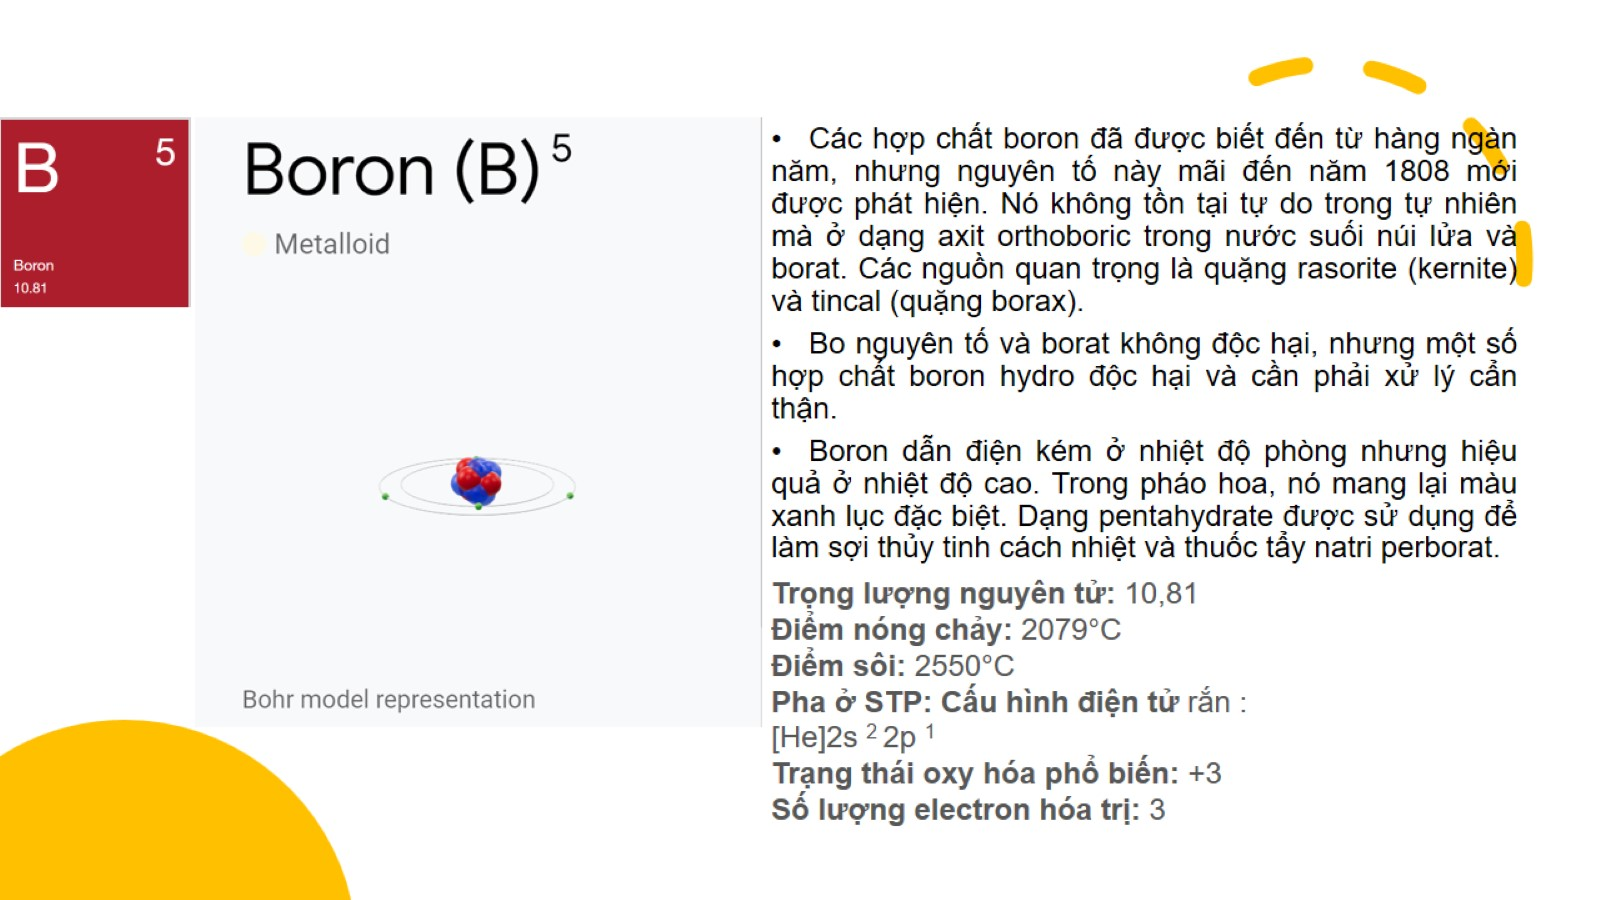 B 5
Boron
10.81
Boron (B) 5
Metalloid
Bohr model representation
• Các hợp chất boron đã được biết đến từ hàng ngàn
năm, nhưng nguyên tố này mãi đến năm 1808 mới
được phát hiện. Nó không tồn tại tự do trong tự nhiên
mà ở dạng axit orthoboric trong nước suối núi lửa và
borat. Các nguồn quan trọng là quặng rasorite (kernite)
và tincal (quặng borax).
• Bo nguyên tố và borat không độc hại, nhưng một số
hợp chất boron hydro độc hại và cần phải xử lý cẩn
thận.
• Boron dẫn điện kém ở nhiệt độ phòng nhưng hiệu
quả ở nhiệt độ cao. Trong pháo hoa, nó mang lại màu
xanh lục đặc biệt. Dạng pentahydrate được sử dụng để
làm sợi thủy tinh cách nhiệt và thuốc tẩy natri perborat.
Trọng lượng nguyên tử: 10,81
Điểm nóng chảy: 2079°C
Điểm sôi: 2550°C
Pha ở STP: Cấu hình điện tử rắn :
[He]2s 2 2p 1
Trạng thái oxy hóa phổ biến: +3
Số lượng electron hóa trị: 3